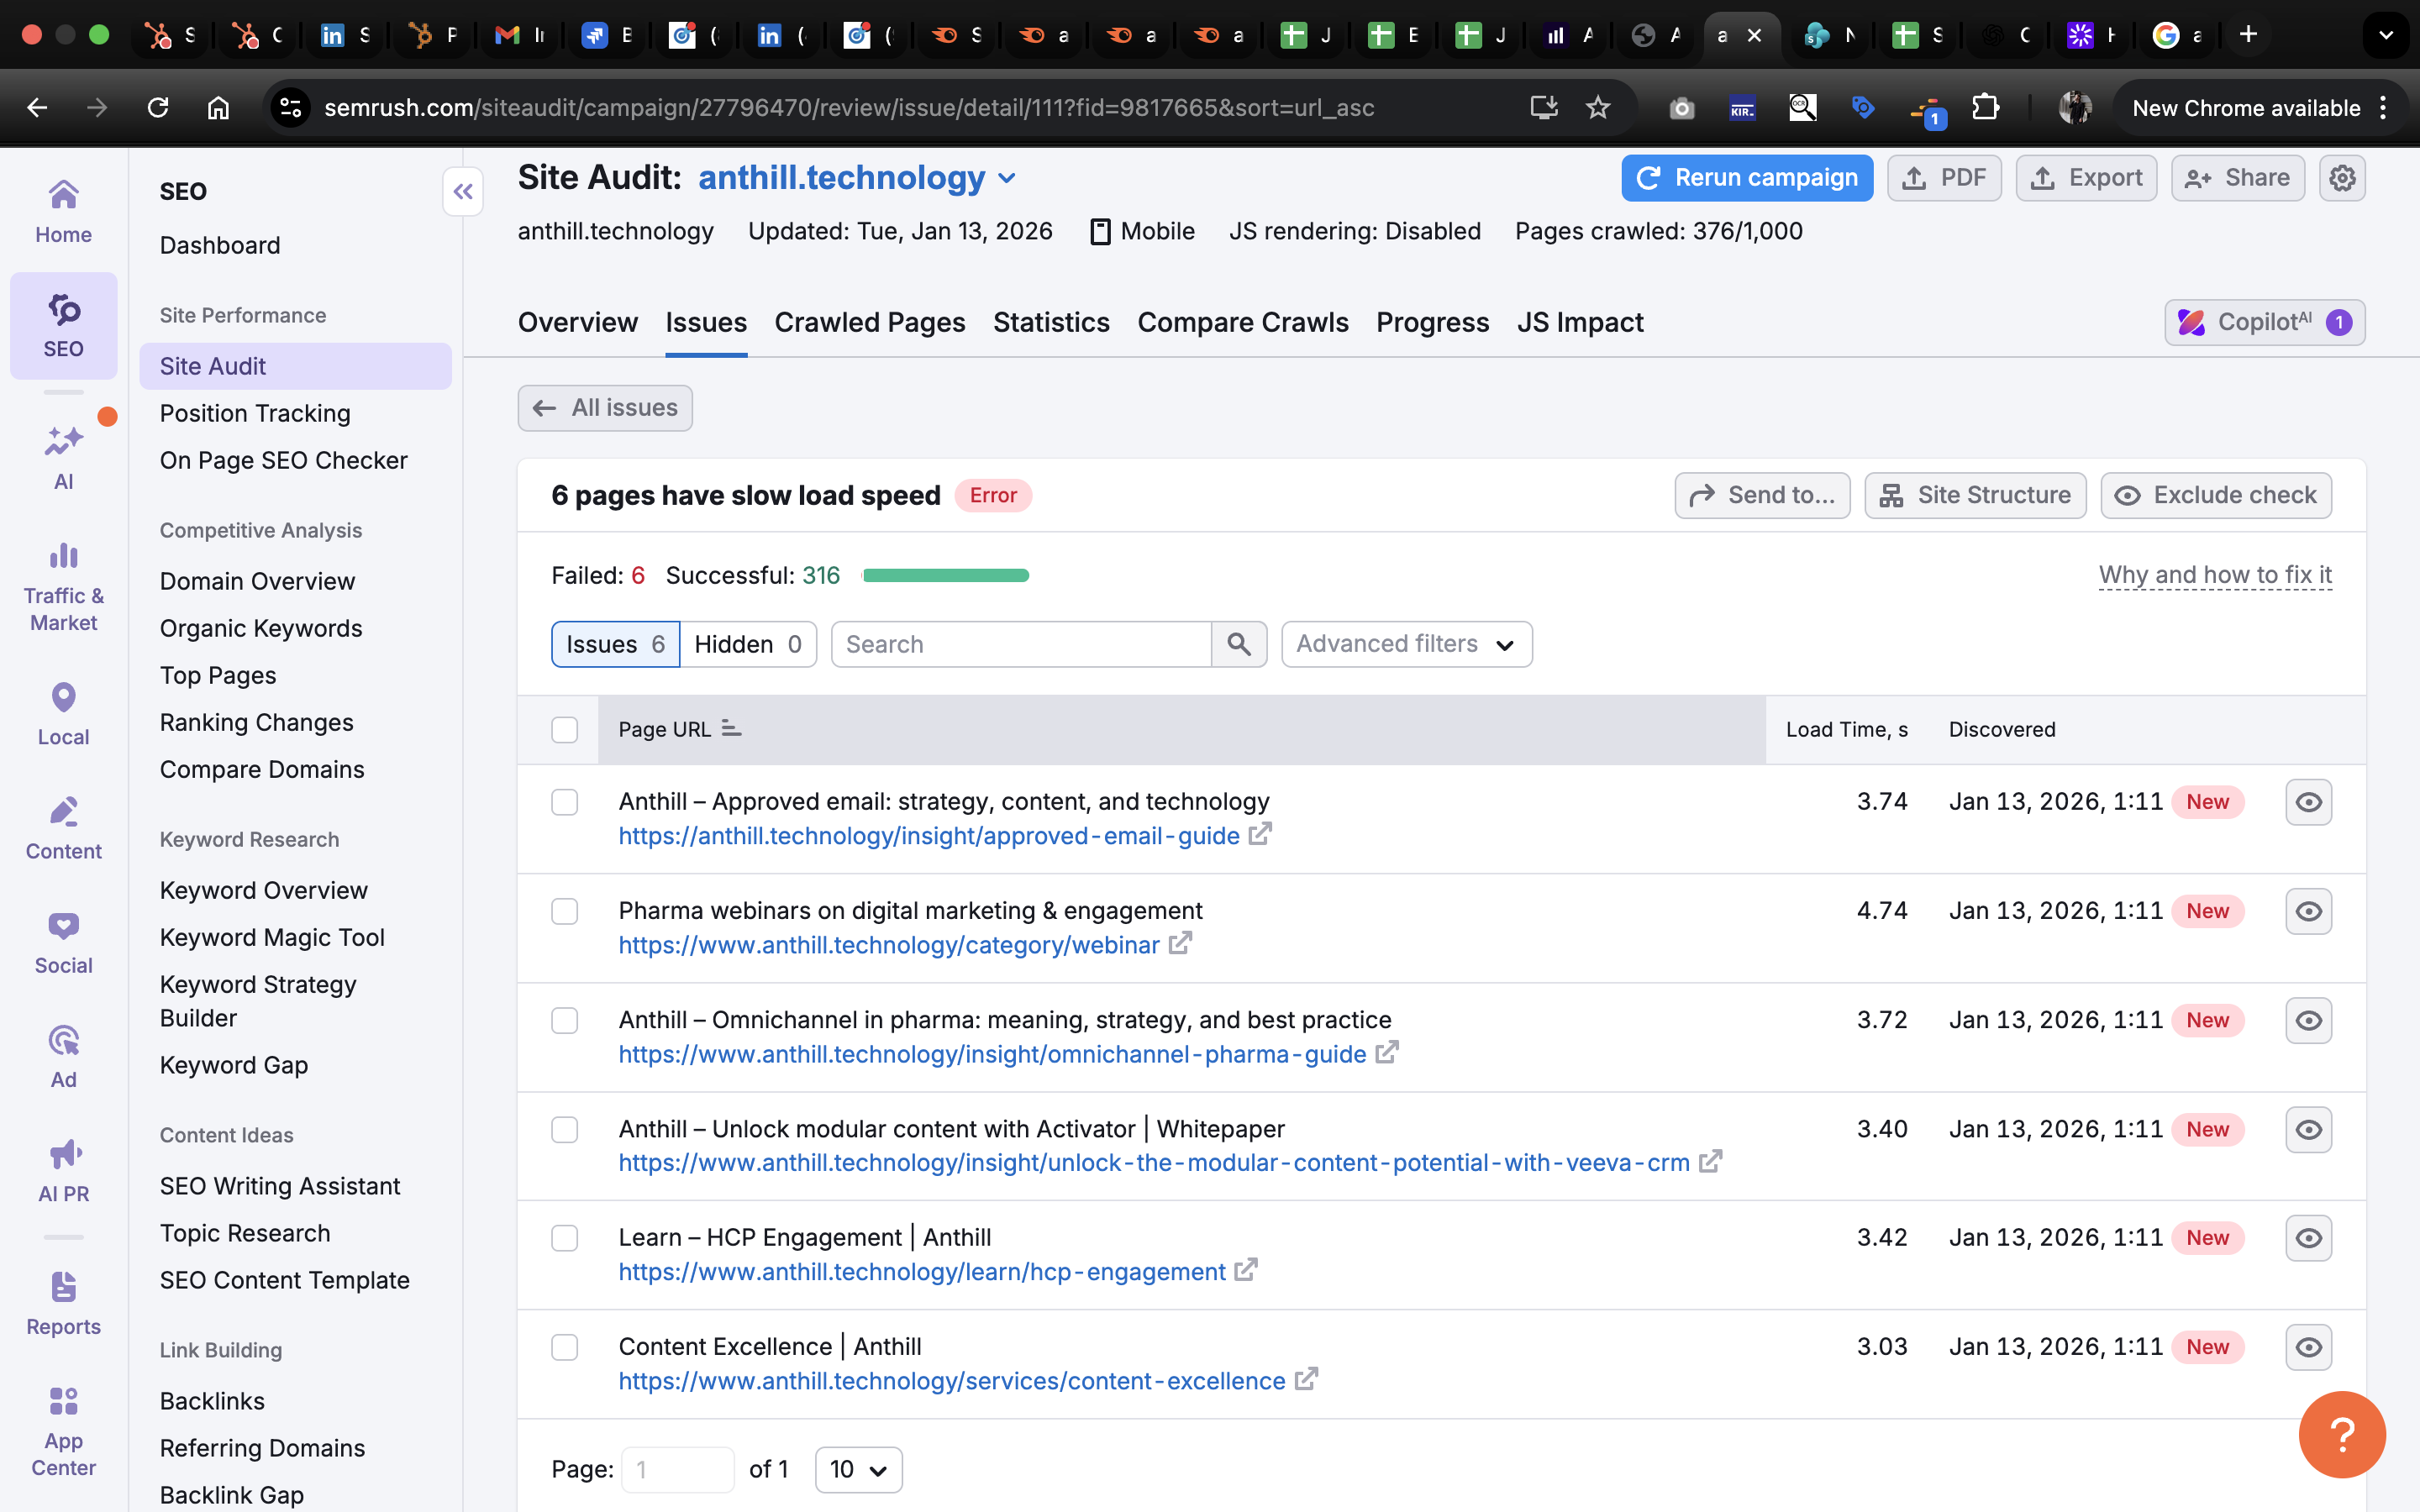 S
C
in S
P
M I
B
(
in (
(
S
a
a
a
J
E
J
A
A
a
S N
S
C
H
G a
semrush.com/siteaudit/campaign/27796470/review/issue/detail/111?fid=9817665&sort=url_asc
KIR.
OCR
1
New Chrome available
Home
SEO
AI
Traffic &
Market
Local
Content
Social
Ad
AI PR
Reports
App
Center
SEO
Dashboard
Site Performance
Site Audit
Position Tracking
On Page SEO Checker
Competitive Analysis
Domain Overview
Organic Keywords
Top Pages
Ranking Changes
Compare Domains
Keyword Research
Keyword Overview
Keyword Magic Tool
Keyword Strategy
Builder
Keyword Gap
Content Ideas
SEO Writing Assistant
Topic Research
SEO Content Template
Link Building
Backlinks
Referring Domains
Backlink Gap
Site Audit: anthill.technology
Rerun campaign PDF Export Share
anthill.technology Updated: Tue, Jan 13, 2026 Mobile JS rendering: Disabled Pages crawled: 376/1,000
Overview Issues Crawled Pages Statistics Compare Crawls Progress JS Impact
CopilotAI 1
All issues
6 pages have slow load speed Error
Send to... Site Structure Exclude check
Failed: 6 Successful: 316
Why and how to fix it
Issues 6 Hidden 0 Search Advanced filters
Page URL Load Time, s Discovered
Anthill – Approved email: strategy, content, and technology 3.74 Jan 13, 2026, 1:11 New
https://anthill.technology/insight/approved-email-guide
Pharma webinars on digital marketing & engagement 4.74 Jan 13, 2026, 1:11 New
https://www.anthill.technology/category/webinar
Anthill – Omnichannel in pharma: meaning, strategy, and best practice 3.72 Jan 13, 2026, 1:11 New
https://www.anthill.technology/insight/omnichannel-pharma-guide
Anthill – Unlock modular content with Activator | Whitepaper 3.40 Jan 13, 2026, 1:11 New
https://www.anthill.technology/insight/unlock-the-modular-content-potential-with-veeva-crm
Learn – HCP Engagement | Anthill 3.42 Jan 13, 2026, 1:11 New
https://www.anthill.technology/learn/hcp-engagement
Content Excellence | Anthill 3.03 Jan 13, 2026, 1:11 New
https://www.anthill.technology/services/content-excellence
Page: 1 of 1 10
?